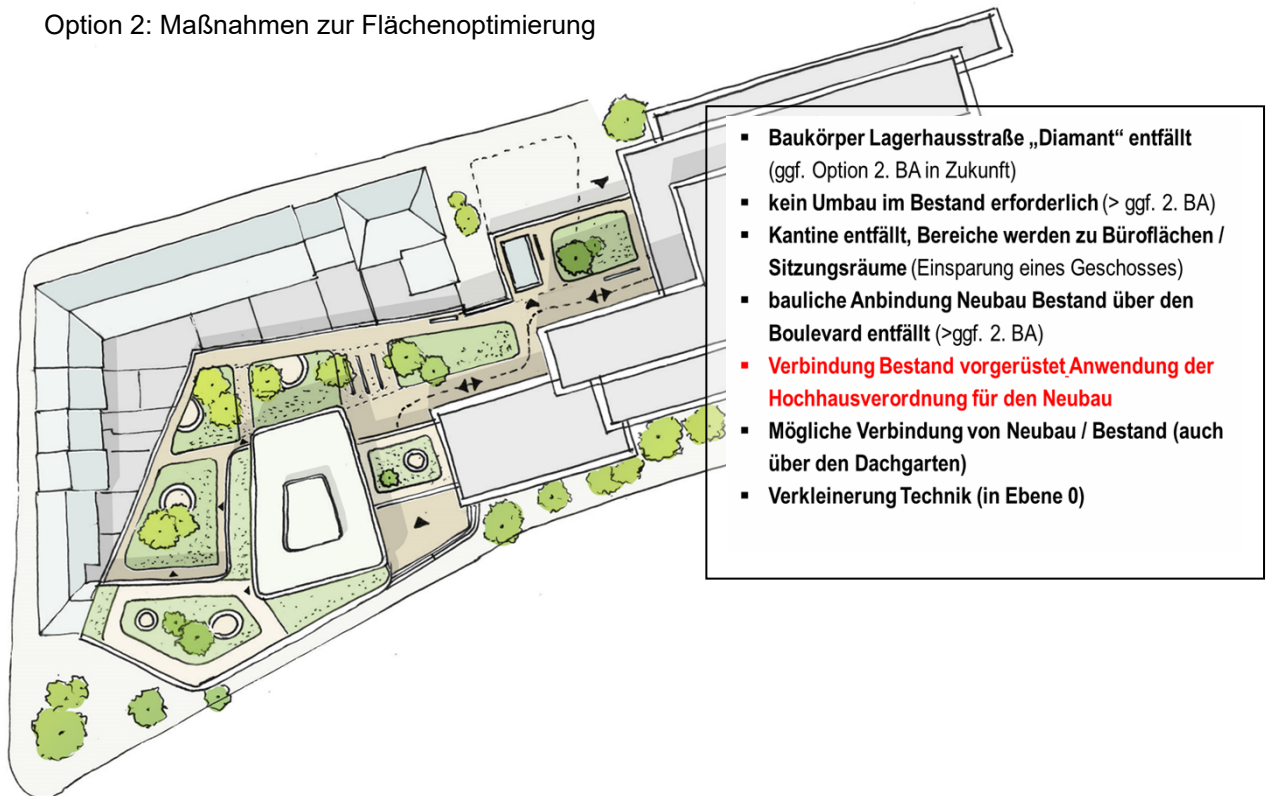 Option 2: Maßnahmen zur Flächenoptimierung
▪ Baukörper Lagerhausstraße „Diamant“ entfällt
(ggf. Option 2. BA in Zukunft)
▪ kein Umbau im Bestand erforderlich (> ggf. 2. BA)
▪ Kantine entfällt, Bereiche werden zu Büroflächen /
Sitzungsräume (Einsparung eines Geschosses)
▪ bauliche Anbindung Neubau Bestand über den
Boulevard entfällt (>ggf. 2. BA)
▪ Verbindung Bestand vorgerüstet Anwendung der
Hochhausverordnung für den Neubau
▪ Mögliche Verbindung von Neubau / Bestand (auch
über den Dachgarten)
▪ Verkleinerung Technik (in Ebene 0)